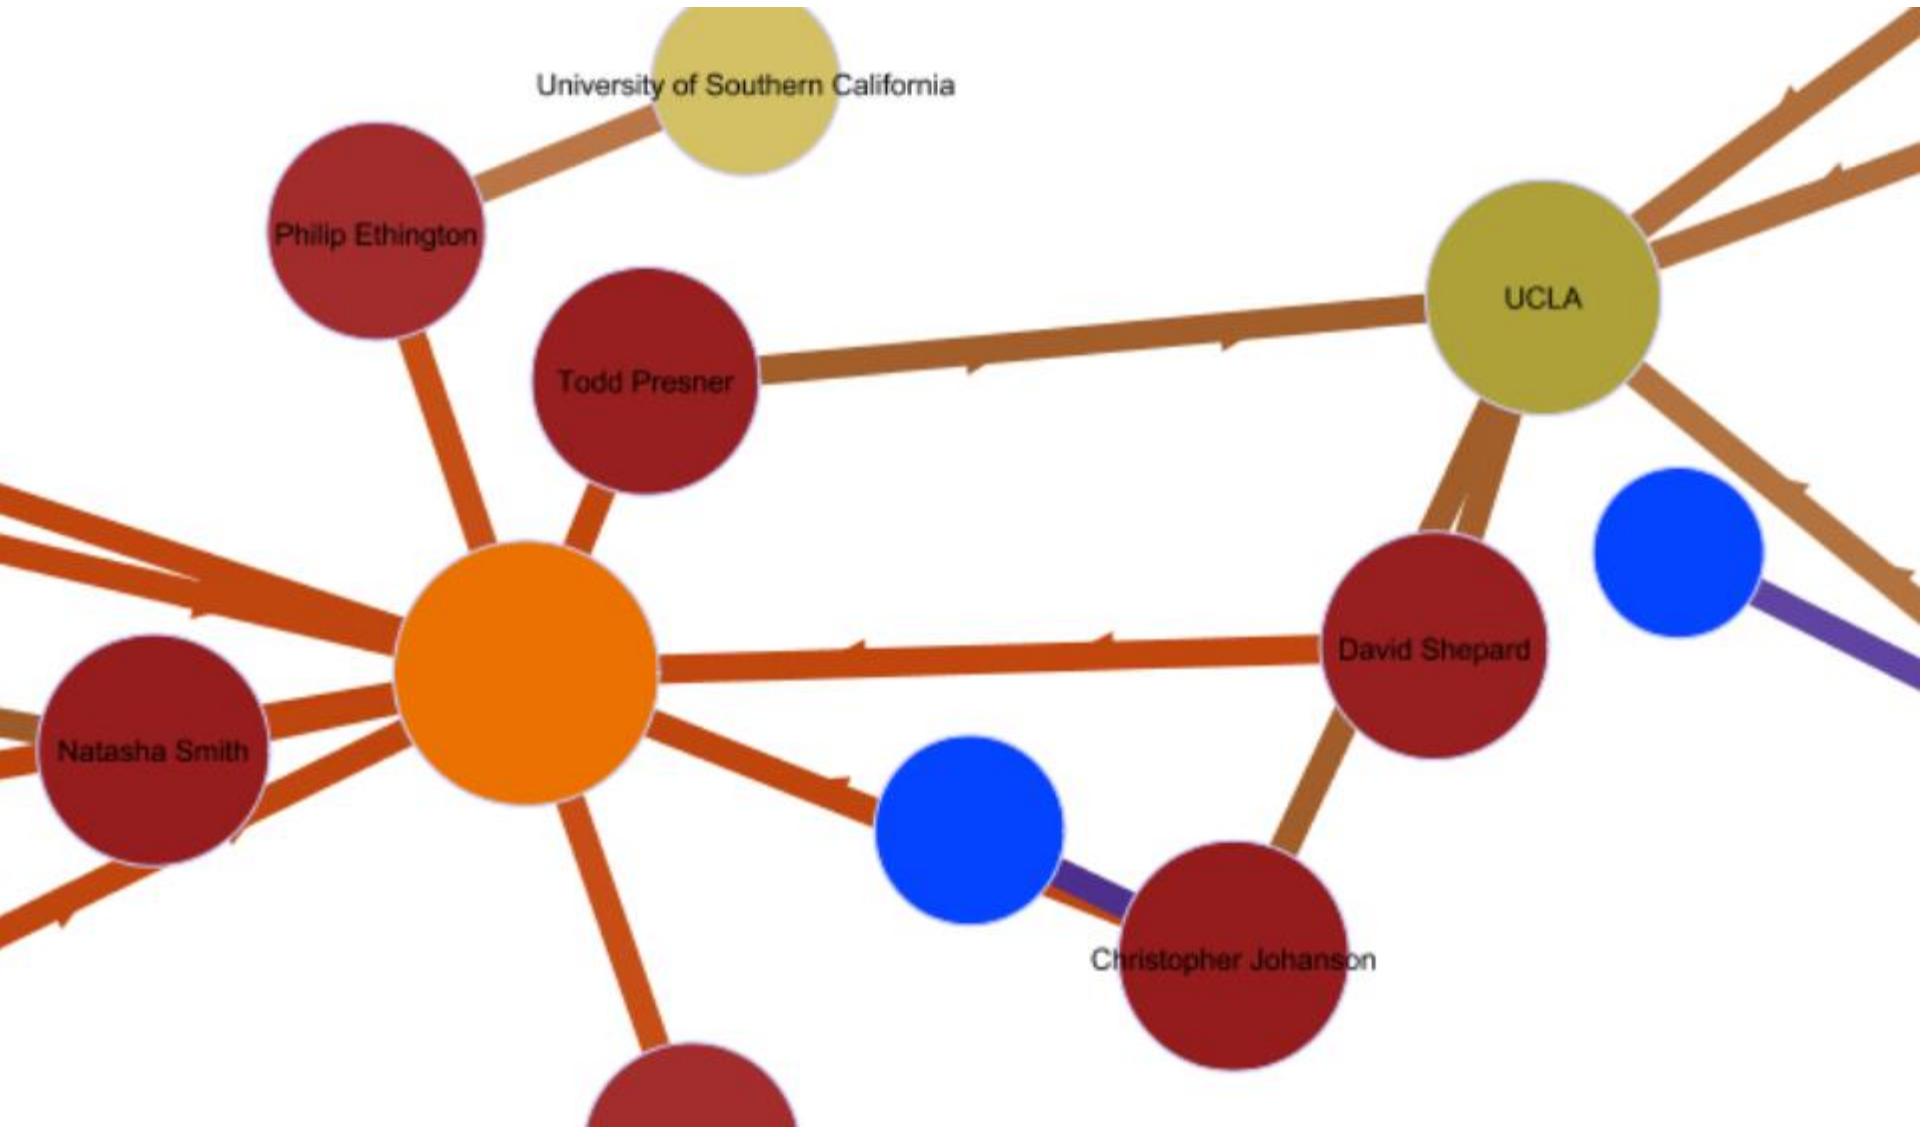 University of Southern California
Philip Ethington
UCLA
Todd Presner
David Shepard
Natasha Smith
Christopher Johanson